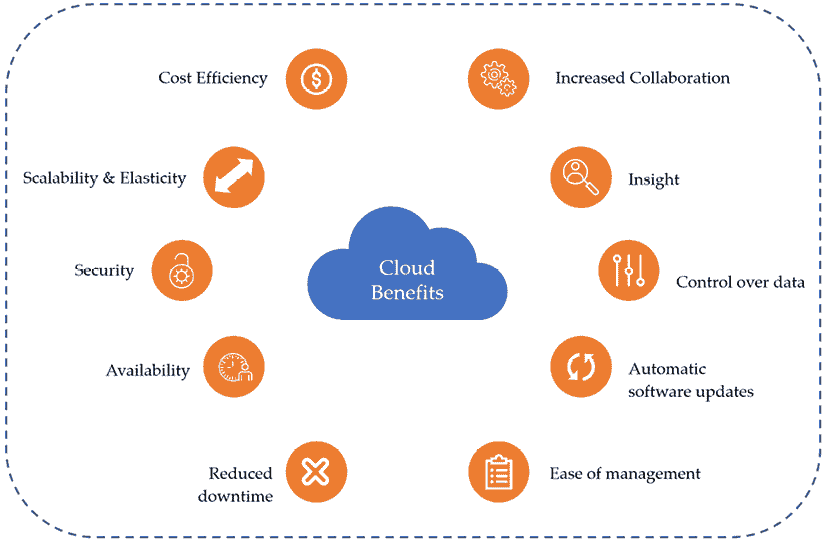 Cost Efficiency
Increased Collaboration
Scalability & Elasticity
Insight
Security
Cloud
Benefits
Control over data
Availability
Automatic
software updates
Reduced
downtime
Ease of management
$